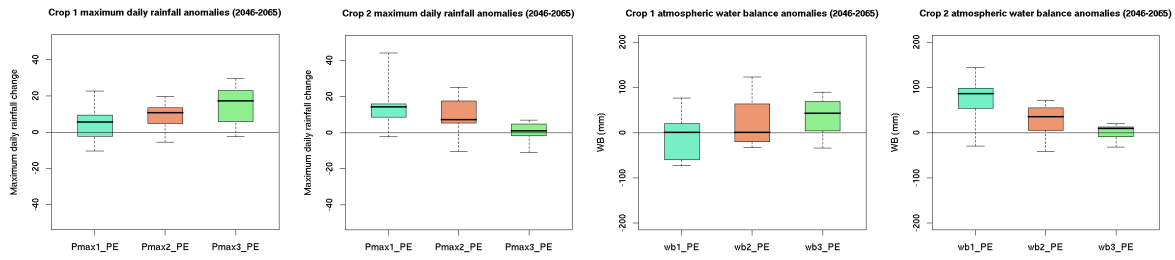 Crop 1 maximum daily rainfall anomalies (2046-2065)
Maximum daily rainfall change
40
20
0
-20
-40
Pmax1_PE Pmax2_PE Pmax3_PE
Crop 2 maximum daily rainfall anomalies (2046-2065)
Maximum daily rainfall change
40
20
0
-20
-40
Pmax1_PE Pmax2_PE Pmax3_PE
Crop 1 atmospheric water balance anomalies (2046-2065)
WB (mm)
200
100
0
-100
-200
wb1_PE wb2_PE wb3_PE
Crop 2 atmospheric water balance anomalies (2046-2065)
WB (mm)
200
100
0
-100
-200
wb1_PE wb2_PE wb3_PE